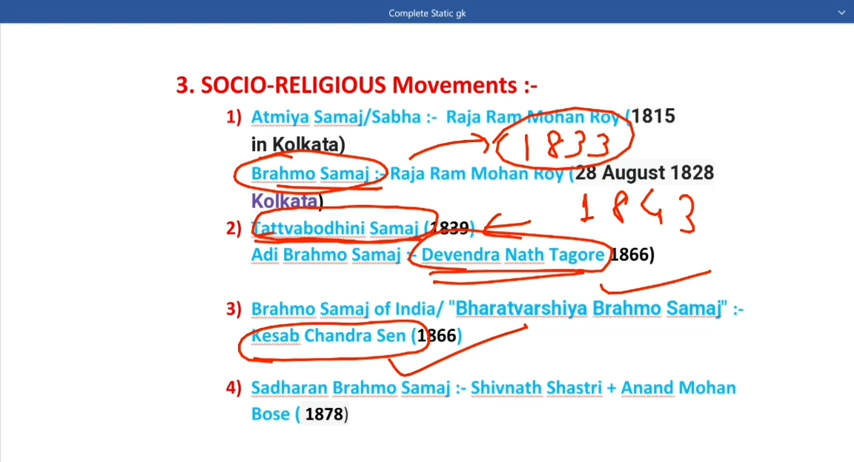 Complete Static gk
3. SOCIO-RELIGIOUS Movements :-
1) Atmiya Samaj/Sabha :- Raja Ram Mohan Roy (1815
in Kolkata)
1833
Brahmo Samaj :- Raja Ram Mohan Roy (28 August 1828
Kolkata)
1843
2) Tattvabodhini Samaj (1839)
Adi Brahmo Samaj :- Devendra Nath Tagore 1866)
3) Brahmo Samaj of India/ "Bharatvarshiya Brahmo Samaj" :-
Kesab Chandra Sen (1866)
4) Sadharan Brahmo Samaj :- Shivnath Shastri + Anand Mohan
Bose ( 1878)